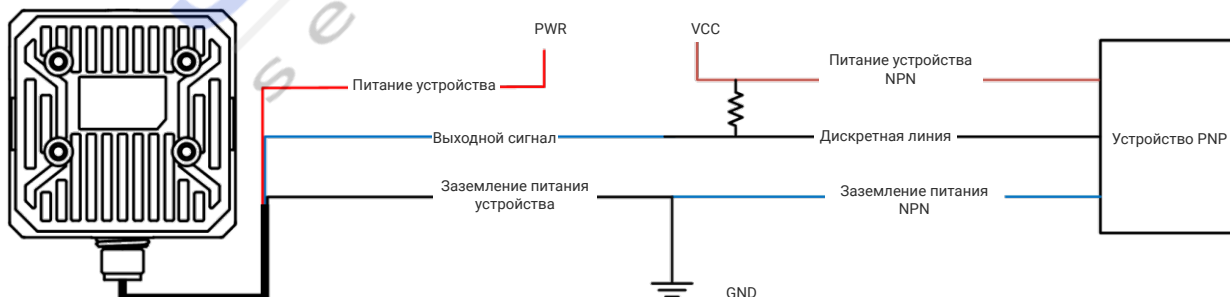 PWR
VCC
Питание устройства
Питание устройства
NPN
Выходной сигнал
Дискретная линия
Устройство PNP
Заземление питания
устройства
Заземление питания
NPN
GND
s e